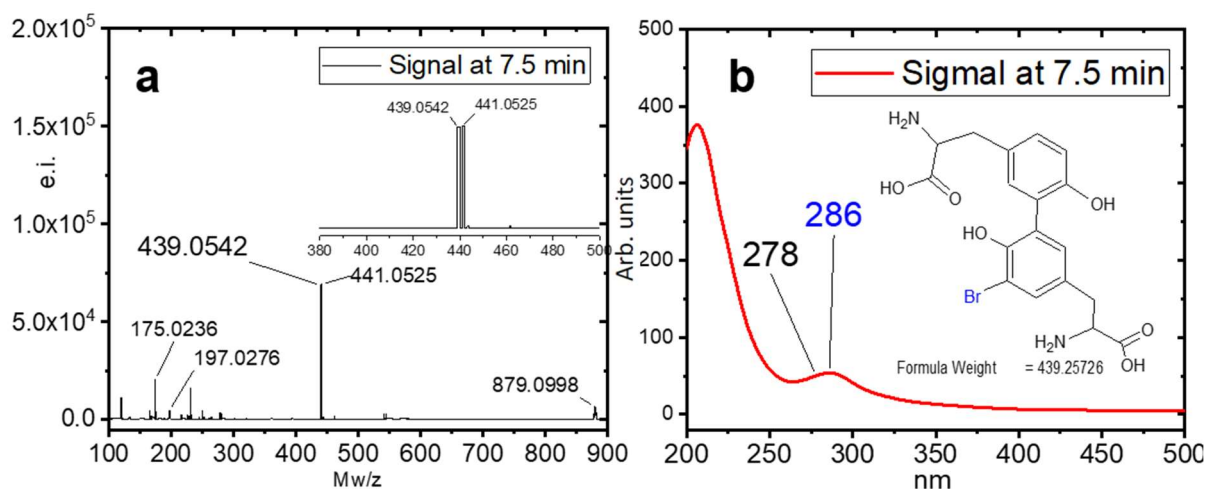 a
Signal at 7.5 min
439.0542
441.0525
380 400 420 440 460 480 500
439.0542
441.0525
175.0236
197.0276
879.0998
2.0x10⁵
1.5x10⁵
1.0x10⁵
5.0x10⁴
0.0
e.i.
100 200 300 400 500 600 700 800 900
Mw/z
b
Sigmal at 7.5 min
500
400
300
200
100
0
Arb. units
278
286
H₂N
HO
O
OH
HO
Br
H₂N
O
OH
Formula Weight = 439.25726
200 250 300 350 400 450 500
nm